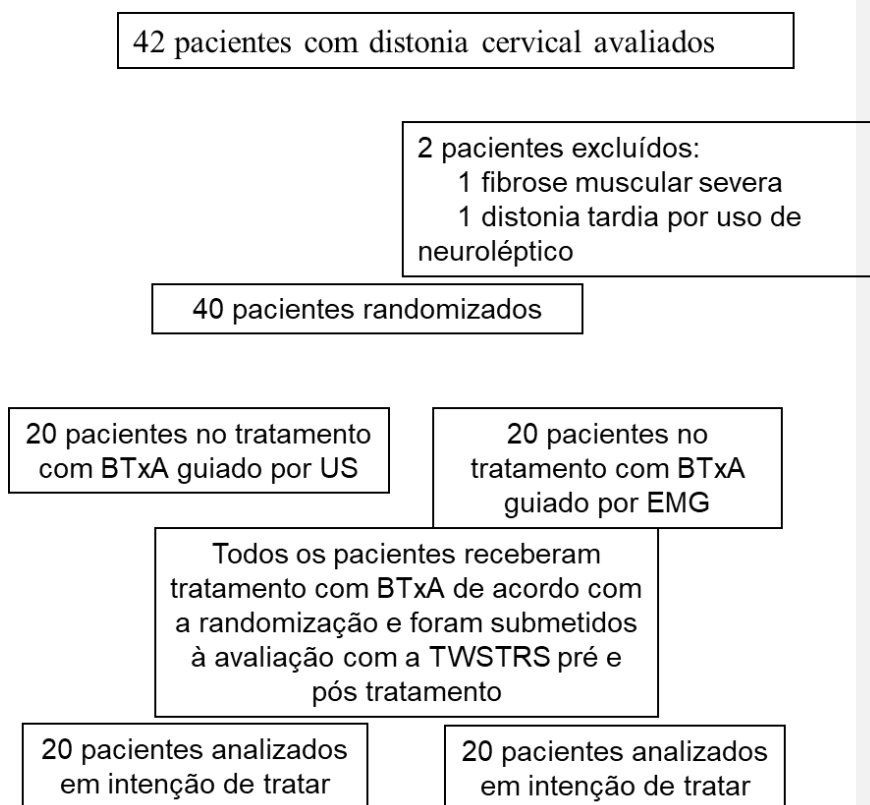 42 pacientes com distonia cervical avaliados
2 pacientes excluídos:
1 fibrose muscular severa
1 distonia tardia por uso de
neuroléptico
40 pacientes randomizados
20 pacientes no tratamento
com BTxA guiado por US
20 pacientes no
tratamento com BTxA
guiado por EMG
Todos os pacientes receberam
tratamento com BTxA de acordo com
a randomização e foram submetidos
à avaliação com a TWSTRS pré e
pós tratamento
20 pacientes analizados
em intenção de tratar
20 pacientes analizados
em intenção de tratar